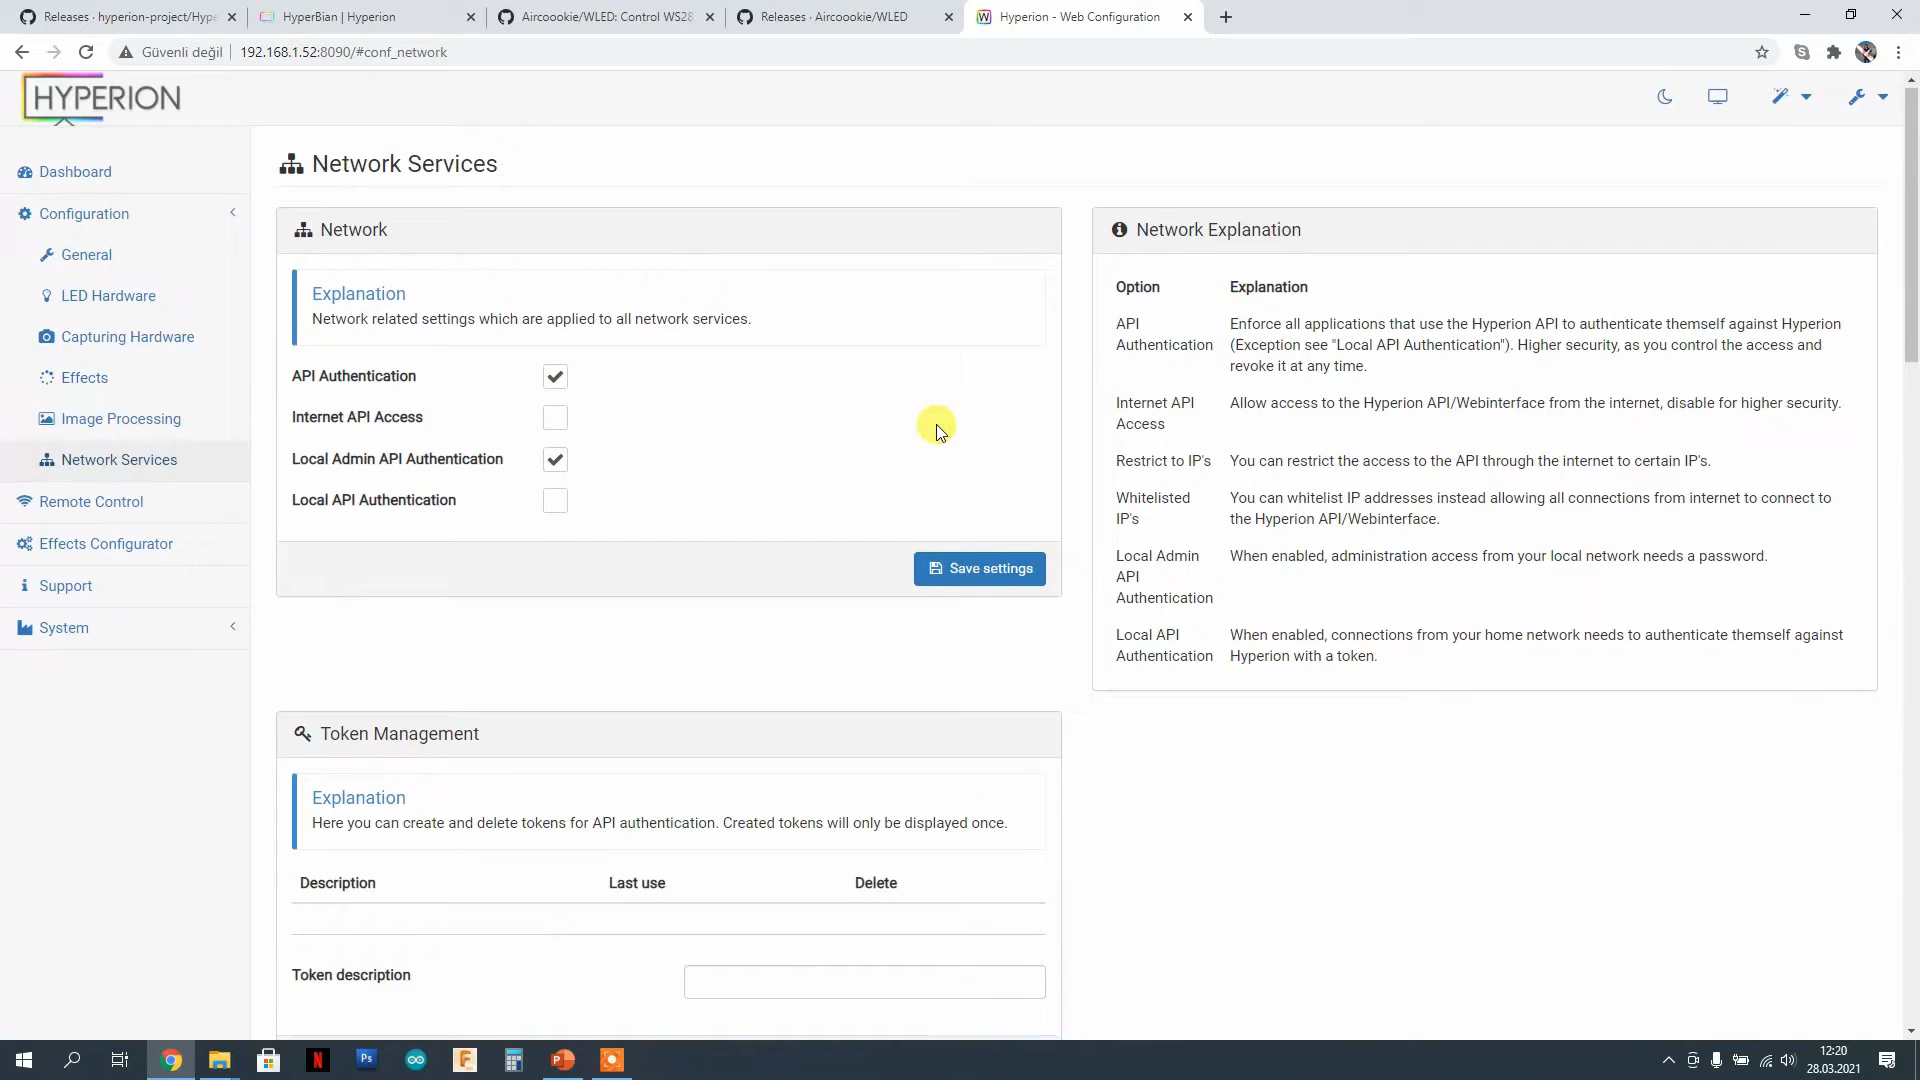 Releases · hyperion-project/Hype
HyperBian | Hyperion
Aircoookie/WLED: Control WS28
Releases · Aircoookie/WLED
Hyperion - Web Configuration
Güvenli değil
192.168.1.52:8090/#conf_network
HYPERION
Dashboard
Configuration
General
LED Hardware
Capturing Hardware
Effects
Image Processing
Network Services
Remote Control
Effects Configurator
Support
System
Network Services
Network
Explanation
Network related settings which are applied to all network services.
API Authentication
Internet API Access
Local Admin API Authentication
Local API Authentication
Save settings
Network Explanation
Option Explanation
API Authentication
Enforce all applications that use the Hyperion API to authenticate themself against Hyperion
(Exception see "Local API Authentication"). Higher security, as you control the access and
revoke it at any time.
Internet API
Access
Allow access to the Hyperion API/Webinterface from the internet, disable for higher security.
Restrict to IP's You can restrict the access to the API through the internet to certain IP's.
Whitelisted
IP's
You can whitelist IP addresses instead allowing all connections from internet to connect to
the Hyperion API/Webinterface.
Local Admin
API
Authentication
When enabled, administration access from your local network needs a password.
Local API
Authentication
When enabled, connections from your home network needs to authenticate themself against
Hyperion with a token.
Token Management
Explanation
Here you can create and delete tokens for API authentication. Created tokens will only be displayed once.
Description Last use Delete
Token description
12:20
28.03.2021